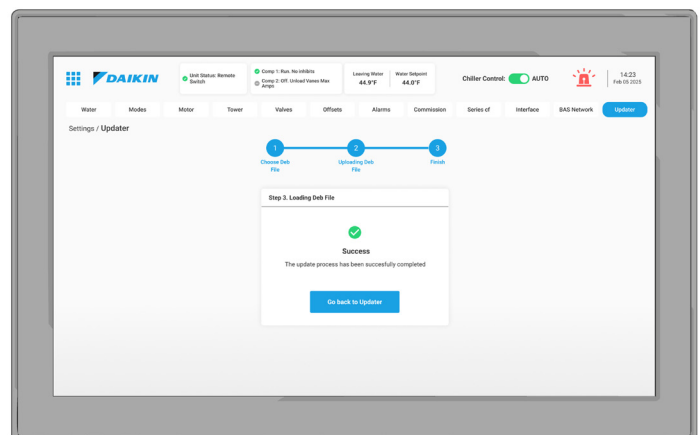 DAIKIN
Unit Status: Remote
Switch
Comp 1: Run. No inhibits
Comp 2: Off. Unload Vanes Max
Amps
Leaving Water
44.9°F
Water Setpoint
44.0°F
Chiller Control:
AUTO
14:23
Feb 05 2025
Water
Modes
Motor
Tower
Valves
Offsets
Alarms
Commission
Series cf
Interface
BAS Network
Updater
Settings / Updater
1
2
3
Choose Deb
File
Uploading Deb
File
Finish
Step 3. Loading Deb File
Success
The update process has been succesfully completed
Go back to Updater